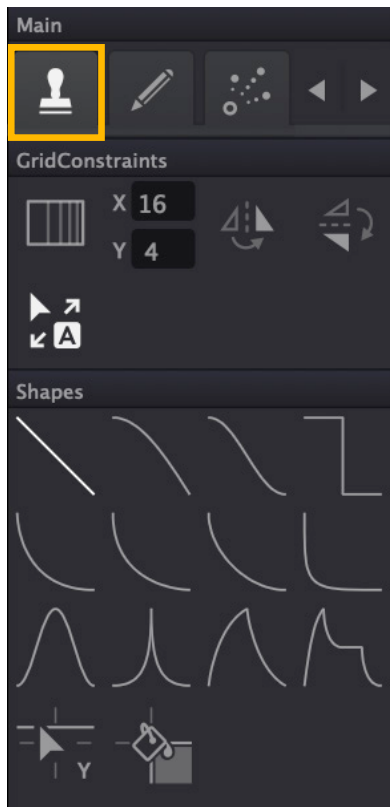 Main
GridConstraints
X 16
Y 4
A
Shapes
Y